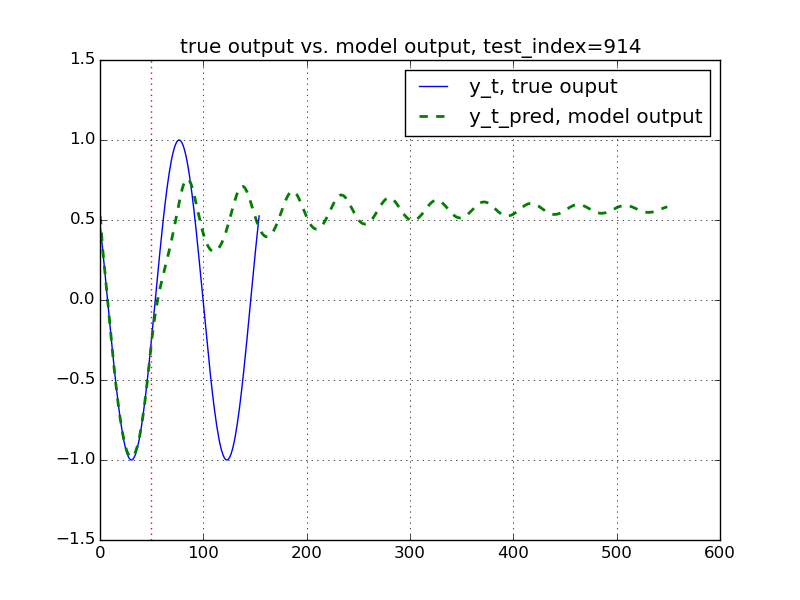 true output vs. model output, test_index=914
y_t, true ouput
y_t_pred, model output
1.5
1.0
0.5
0.0
−0.5
−1.0
−1.5
0 100 200 300 400 500 600